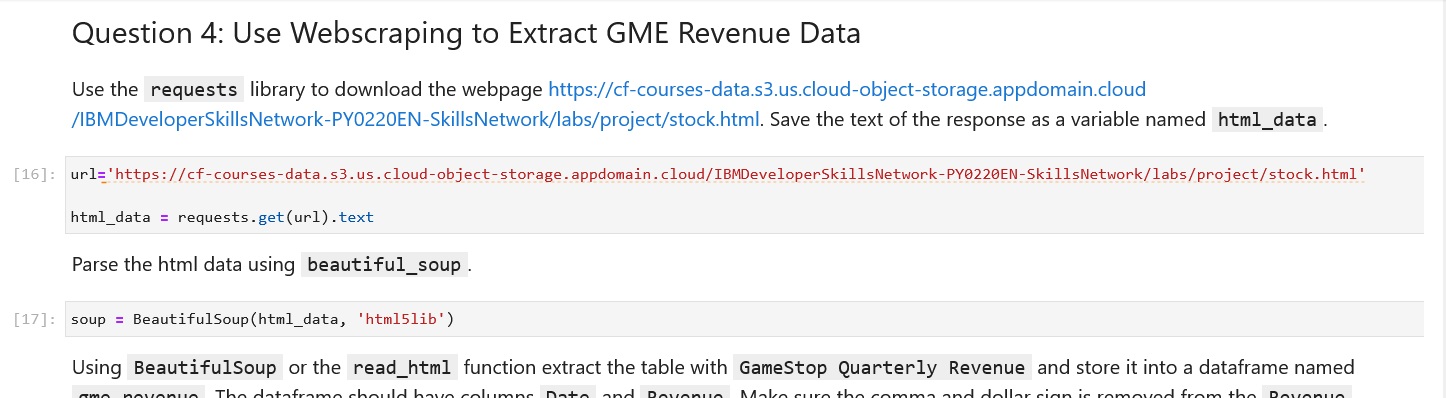 Question 4: Use Webscraping to Extract GME Revenue Data
Use the requests library to download the webpage https://cf-courses-data.s3.us.cloud-object-storage.appdomain.cloud
/IBMDeveloperSkillsNetwork-PY0220EN-SkillsNetwork/labs/project/stock.html. Save the text of the response as a variable named html_data.
[16]: url='https://cf-courses-data.s3.us.cloud-object-storage.appdomain.cloud/IBMDeveloperSkillsNetwork-PY0220EN-SkillsNetwork/labs/project/stock.html'
html_data = requests.get(url).text
Parse the html data using beautiful_soup.
[17]: soup = BeautifulSoup(html_data, 'html5lib')
Using BeautifulSoup or the read_html function extract the table with GameStop Quarterly Revenue and store it into a dataframe named
gme_revenue. The dataframe should have columns Date and Revenue. Make sure the comma and dollar sign is removed from the Revenue